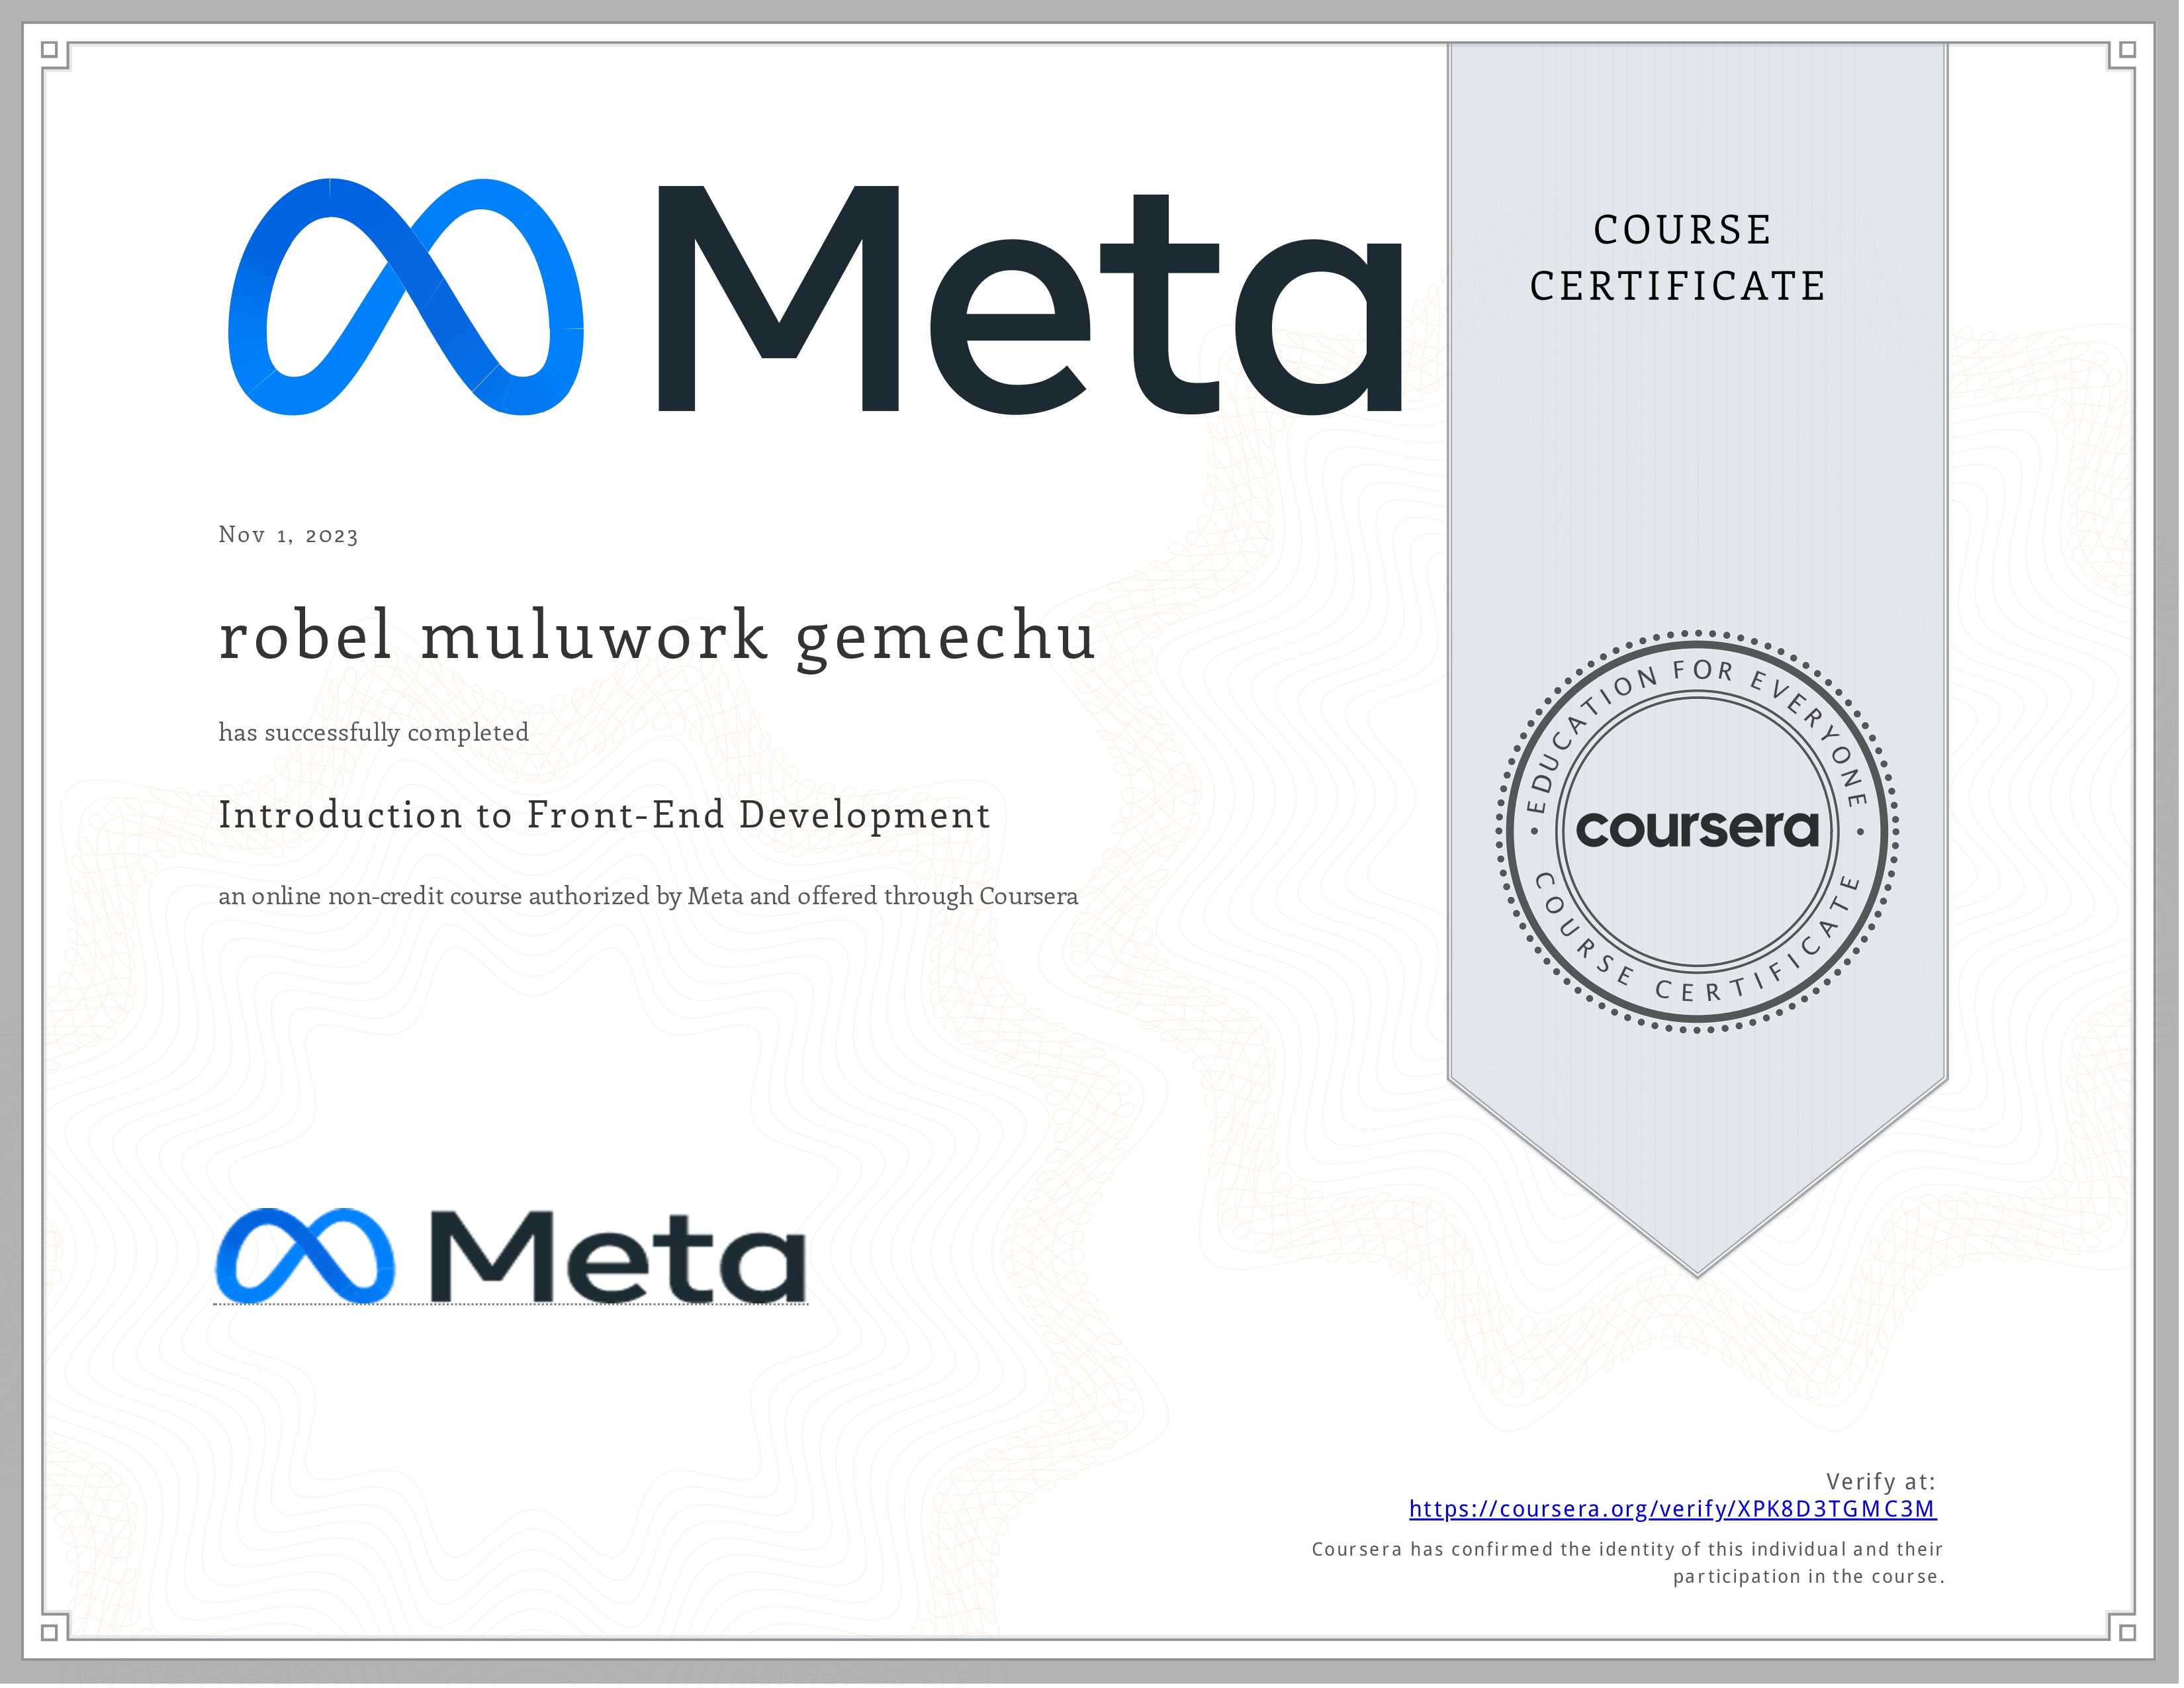 Meta
COURSE
CERTIFICATE
Nov 1, 2023
robel muluwork gemechu
has successfully completed
Introduction to Front-End Development
an online non-credit course authorized by Meta and offered through Coursera
EDUCATION FOR EVERYONE
coursera
COURSE CERTIFICATE
Meta
Verify at:
https://coursera.org/verify/XPK8D3TGMC3M
Coursera has confirmed the identity of this individual and their
participation in the course.